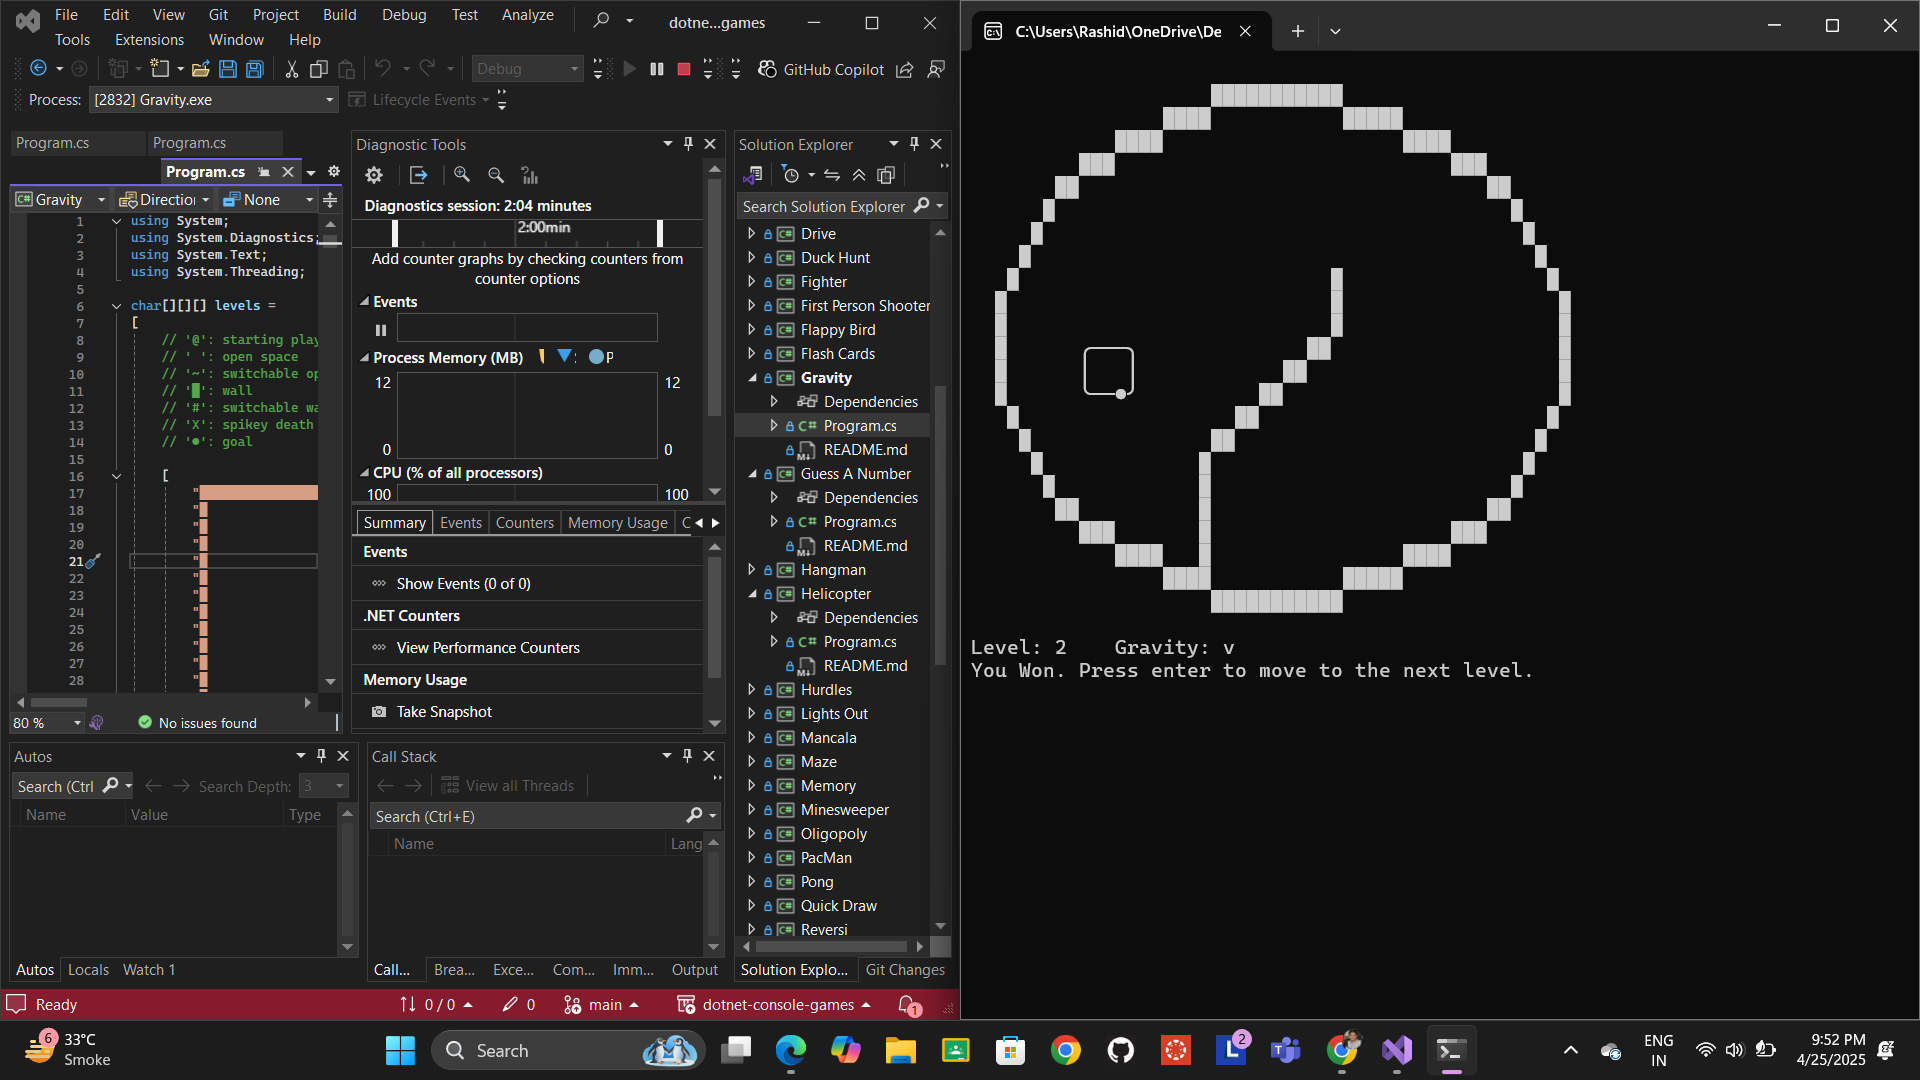 File Edit View Git Project Build Debug Test Analyze
Tools Extensions Window Help
dotne...games
Debug
GitHub Copilot
Process: [2832] Gravity.exe
Lifecycle Events
Program.cs Program.cs
Program.cs
Gravity
None
1 using System;
2 using System.Diagnostics;
3 using System.Text;
4 using System.Threading;
5
6 char[][][] levels =
7 [
8 // '@': starting play
9 // ' ': open space
10 // '~': switchable op
11 // '█': wall
12 // '#': switchable wa
13 // 'X': spikey death
14 // '●': goal
15
16 [
17 "
18 "
19 "
20 "
21 "
22 "
23 "
24 "
25 "
26 "
27 "
28 "
80 %
No issues found
Diagnostic Tools
Diagnostics session: 2:04 minutes
2:00min
Add counter graphs by checking counters from
counter options
Events
Process Memory (MB)
P
12 12
0 0
CPU (% of all processors)
100 100
Summary Events Counters Memory Usage C
Events
Show Events (0 of 0)
.NET Counters
View Performance Counters
Memory Usage
Take Snapshot
Solution Explorer
Search Solution Explorer
Drive
Duck Hunt
Fighter
First Person Shooter
Flappy Bird
Flash Cards
Gravity
Dependencies
C# Program.cs
README.md
Guess A Number
Dependencies
C# Program.cs
README.md
Hangman
Helicopter
Dependencies
C# Program.cs
README.md
Hurdles
Lights Out
Mancala
Maze
Memory
Minesweeper
Oligopoly
PacMan
Pong
Quick Draw
Reversi
Solution Explo... Git Changes
Autos
Search (Ctrl
Search Depth: 3
Name Value Type
Autos Locals Watch 1
Call Stack
View all Threads
Search (Ctrl+E)
Name Lang
Call... Brea... Exce... Com... Imm... Output
Ready
0 / 0
0
main
dotnet-console-games
1
C:\Users\Rashid\OneDrive\De
Level: 2 Gravity: v
You Won. Press enter to move to the next level.
6
33°C
Smoke
Search
2
ENG
IN
9:52 PM
4/25/2025